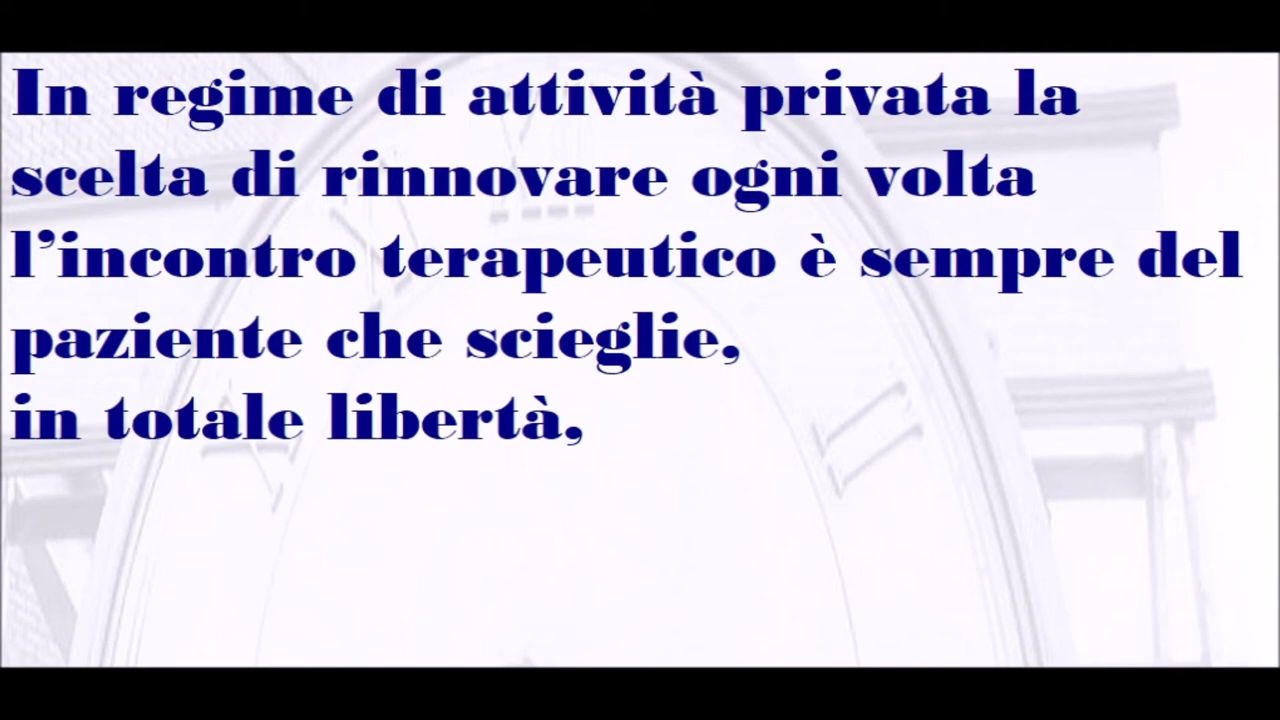 In regime di attività privata la
scelta di rinnovare ogni volta
l’incontro terapeutico è sempre del
paziente che scieglie,
in totale libertà,